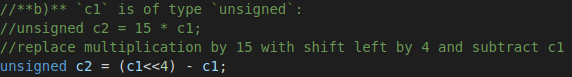 //**b)** `c1` is of type `unsigned`:
//unsigned c2 = 15 * c1;
//replace multiplication by 15 with shift left by 4 and subtract c1
unsigned c2 = (c1<<4) - c1;